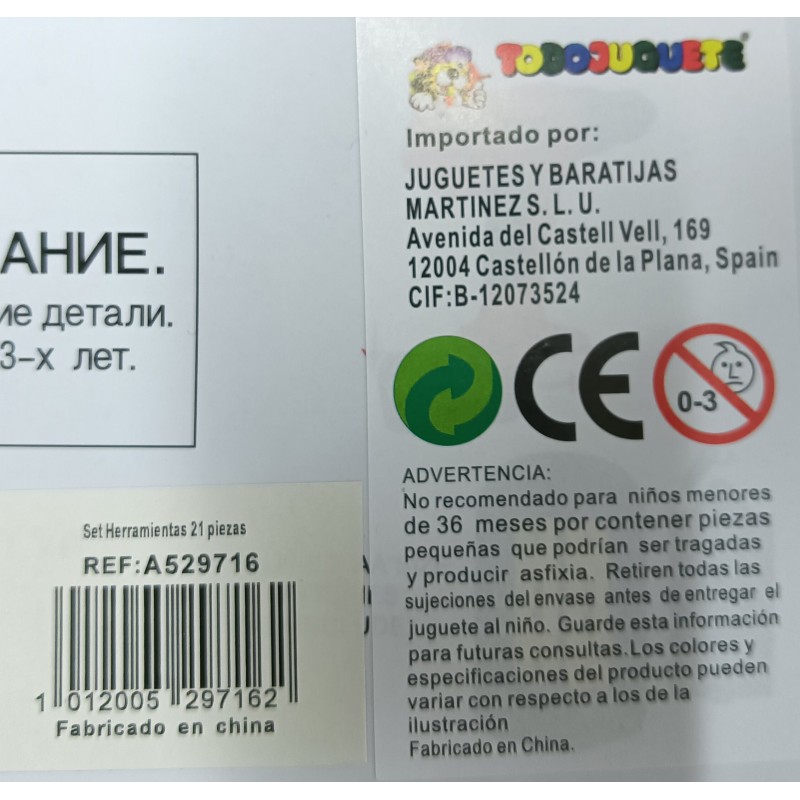 АНИЕ.
ие детали.
3-х лет.
Set Herramientas 21 piezas
REF:A529716
1 012005 297162
Fabricado en china
TODOJUGUETE
Importado por:
JUGUETES Y BARATIJAS
MARTINEZ S. L. U.
Avenida del Castell Vell, 169
12004 Castellón de la Plana, Spain
CIF:B-12073524
CE
0-3
ADVERTENCIA:
No recomendado para niños menores
de 36 meses por contener piezas
pequeñas que podrían ser tragadas
y producir asfixia. Retiren todas las
sujeciones del envase antes de entregar el
juguete al niño. Guarde esta información
para futuras consultas.Los colores y
especificaciones del producto pueden
variar con respecto a los de la
ilustración
Fabricado en China.